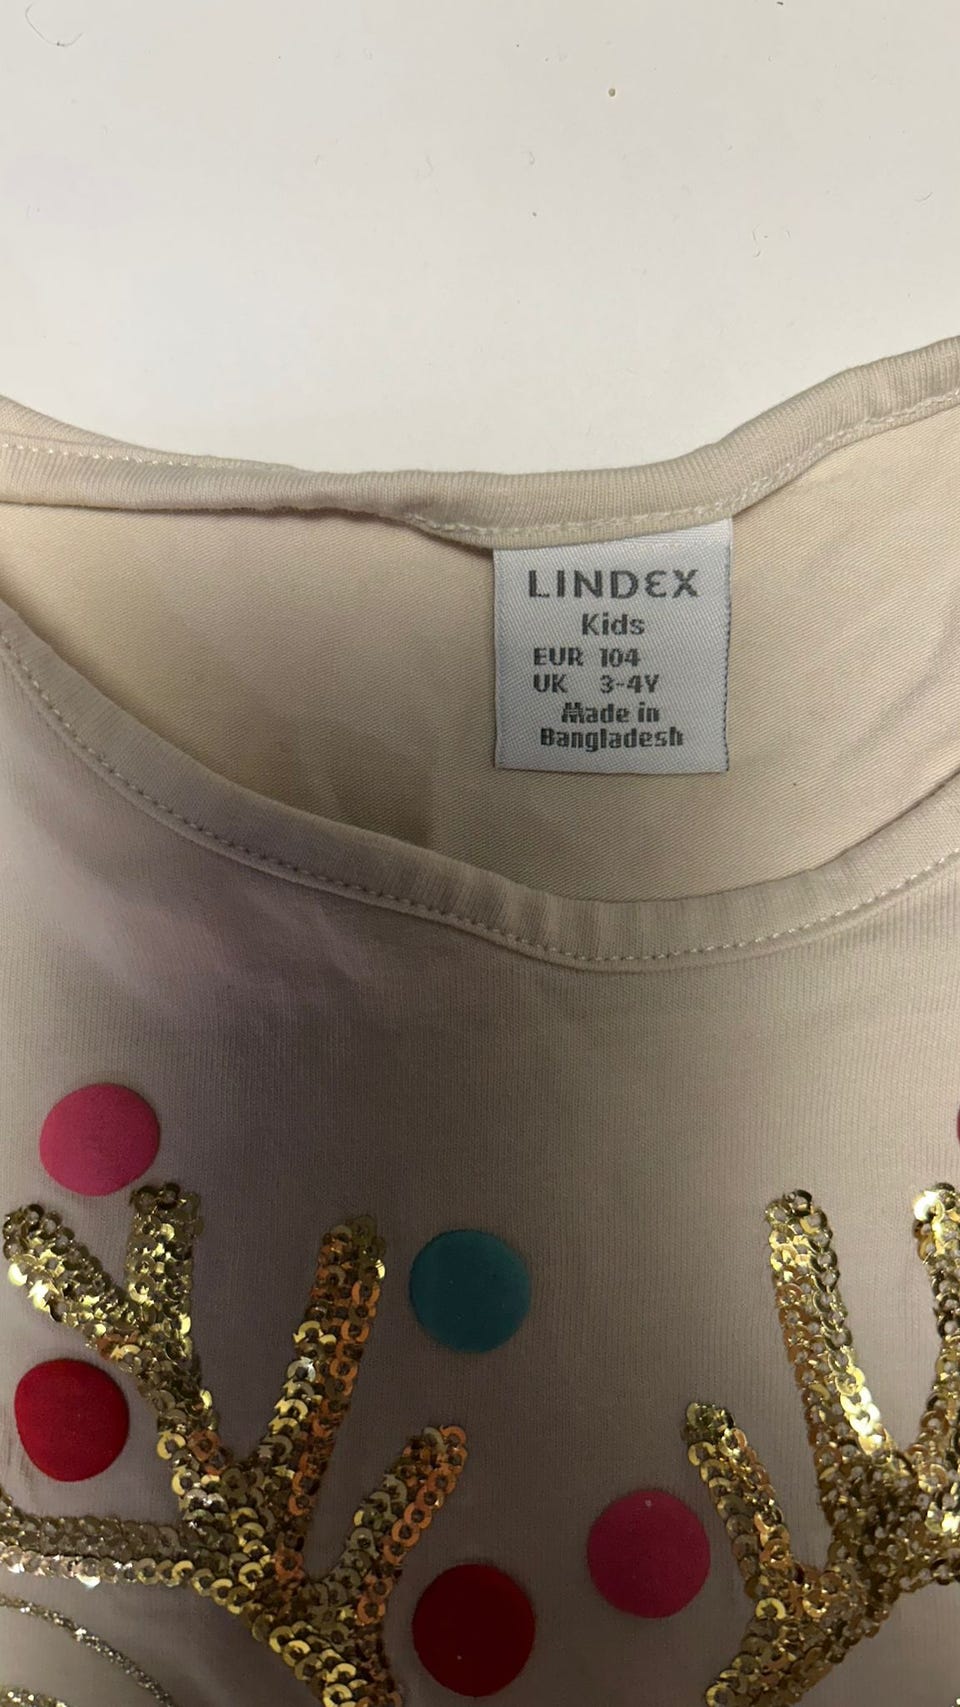 LINDEX
Kids
EUR 104
UK 3-4Y
Made in
Bangladesh